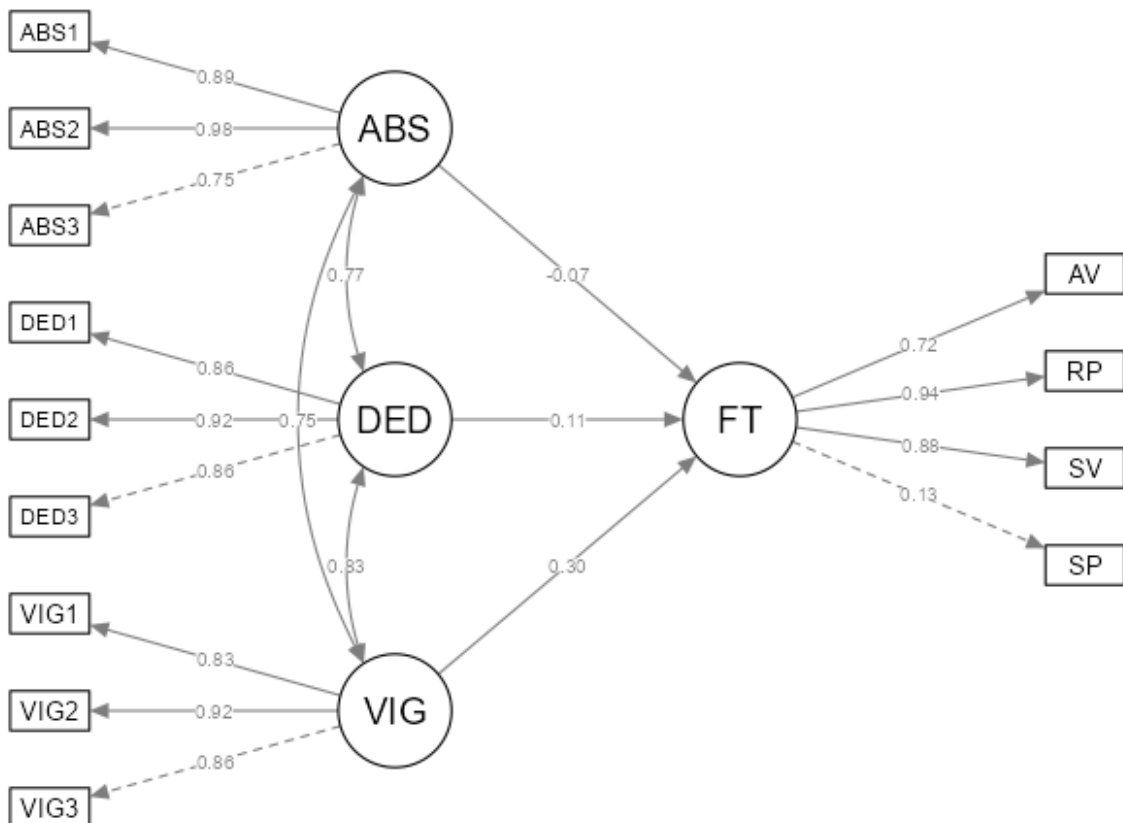 ABS1
0.89
ABS2
0.98
ABS
ABS3
0.75
0.77
-0.07
AV
DED1
0.86
0.72
RP
0.94
DED2
0.92
0.75
DED
0.11
FT
0.88
SV
0.86
DED3
0.13
SP
0.83
0.30
VIG1
0.83
VIG2
0.92
VIG
0.86
VIG3